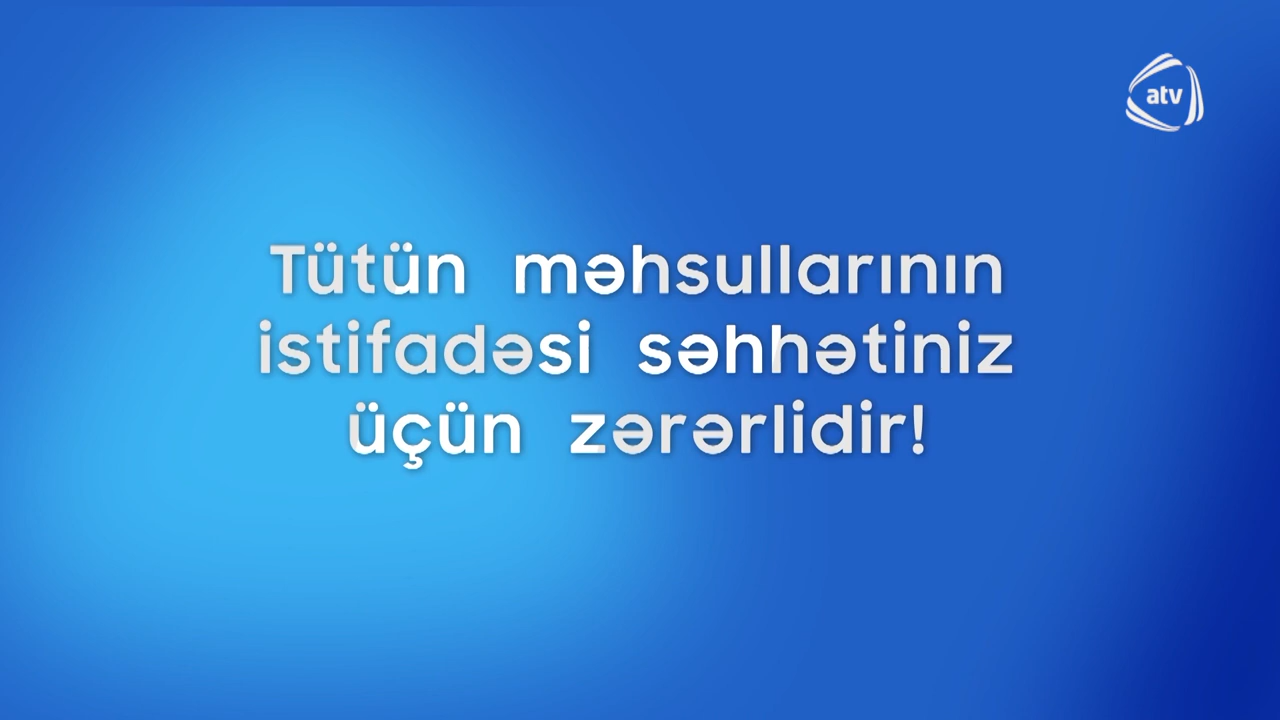 atv
Tütün məhsullarının
istifadəsi səhhətiniz
üçün zərərlidir!